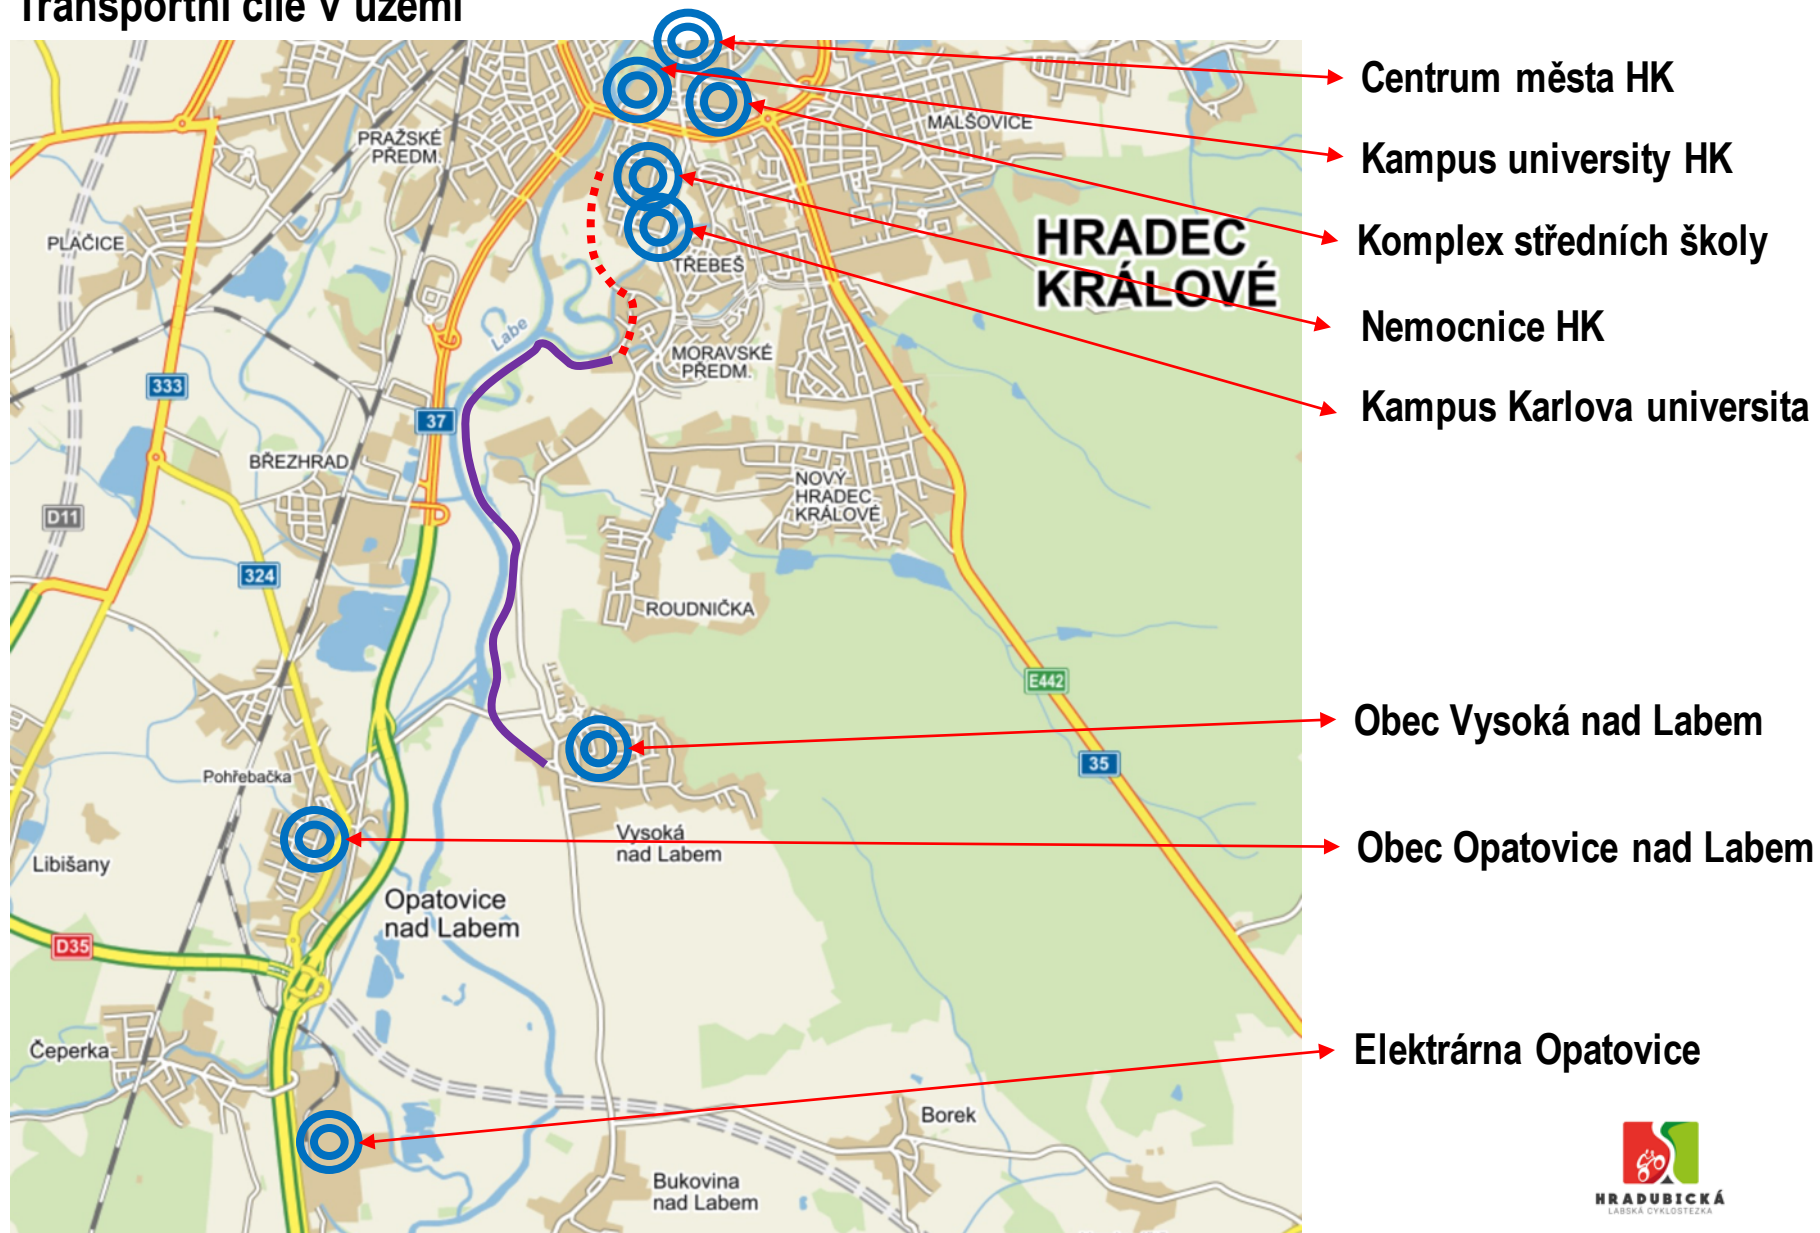 Transportní cíle v území
Centrum města HK
Kampus university HK
Komplex středních školy
Nemocnice HK
Kampus Karlova universita
Obec Vysoká nad Labem
Obec Opatovice nad Labem
Elektrárna Opatovice
PRAŽSKÉ
PŘEDM.
MALŠOVICE
PLAČICE
HRADEC
KRÁLOVÉ
TŘEBEŠ
Labe
MORAVSKÉ
PŘEDM.
333
37
BŘEZHRAD
NOVÝ
HRADEC
KRÁLOVÉ
D11
324
ROUDNIČKA
E442
35
Pohřebačka
Vysoká
nad Labem
Libišany
Opatovice
nad Labem
D35
Čeperka
Borek
Bukovina
nad Labem
HRADUBICKÁ
LABSKÁ CYKLOSTEZKA